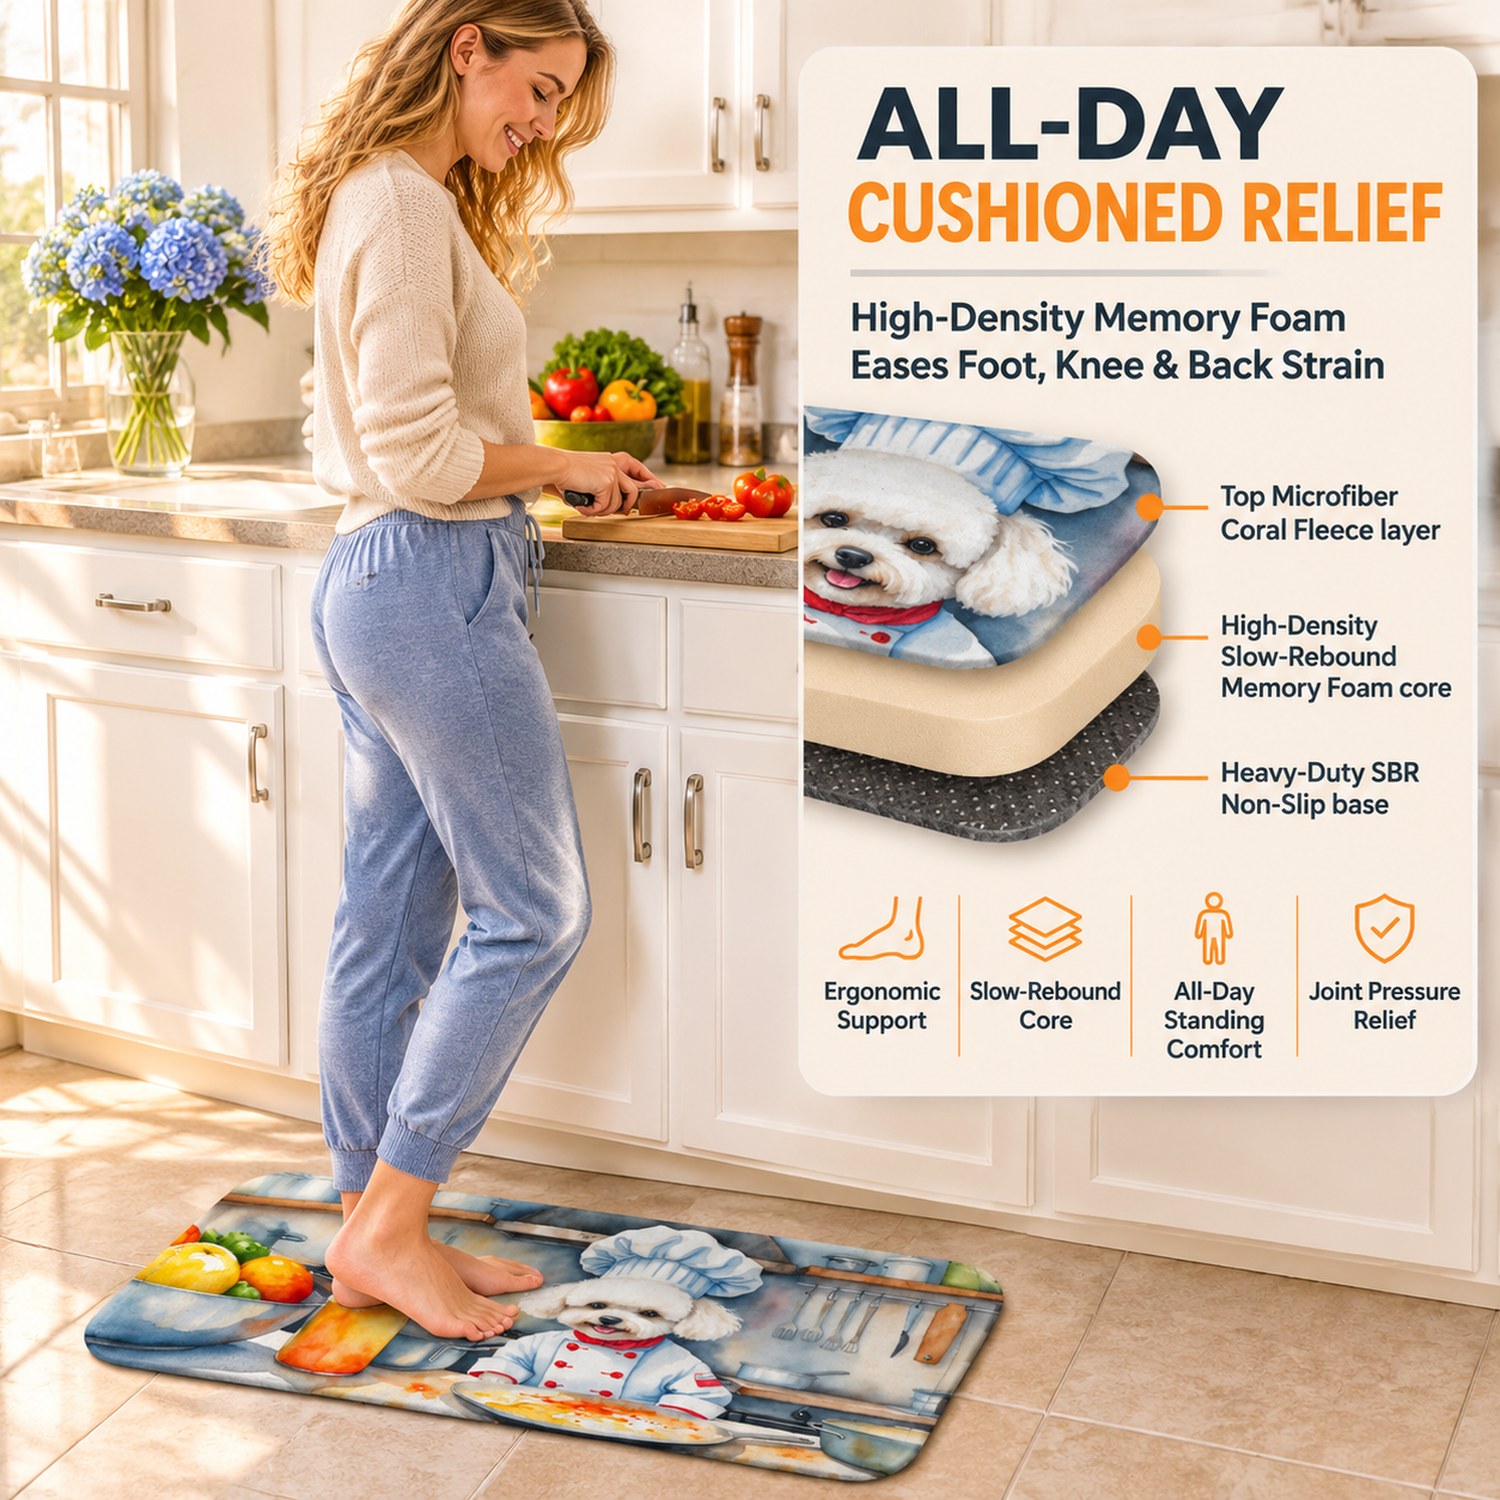 ALL-DAY
CUSHIONED RELIEF
High-Density Memory Foam
Eases Foot, Knee & Back Strain
Top Microfiber
Coral Fleece layer
High-Density
Slow-Rebound
Memory Foam core
Heavy-Duty SBR
Non-Slip base
Ergonomic
Support
Slow-Rebound
Core
All-Day
Standing
Comfort
Joint Pressure
Relief